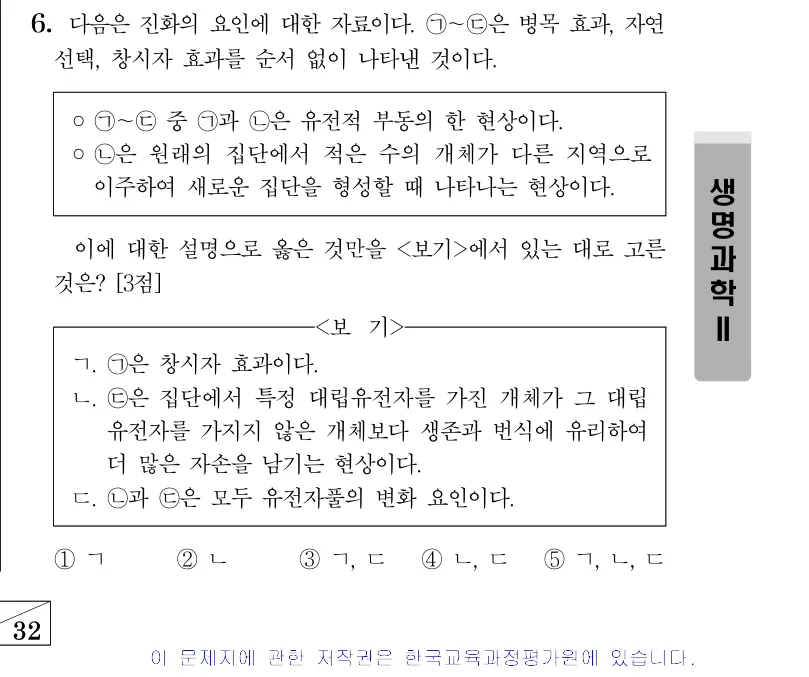 6. 다음은 진화의 요인에 대한 자료이다. ㉠~㉢은 병목 효과, 자연
선택, 창시자 효과를 순서 없이 나타낸 것이다.
○ ㉠~㉢ 중 ㉠과 ㉡은 유전적 부동의 한 현상이다.
○ ㉡은 원래의 집단에서 적은 수의 개체가 다른 지역으로
이주하여 새로운 집단을 형성할 때 나타나는 현상이다.
이에 대한 설명으로 옳은 것만을 <보기>에서 있는 대로 고른
것은? [3점]
<보 기>
ㄱ. ㉠은 창시자 효과이다.
ㄴ. ㉢은 집단에서 특정 대립유전자를 가진 개체가 그 대립
유전자를 가지지 않은 개체보다 생존과 번식에 유리하여
더 많은 자손을 남기는 현상이다.
ㄷ. ㉡과 ㉢은 모두 유전자풀의 변화 요인이다.
① ㄱ ② ㄴ ③ ㄱ, ㄷ ④ ㄴ, ㄷ ⑤ ㄱ, ㄴ, ㄷ
생명과학 Ⅱ
32
이 문제지에 관한 저작권은 한국교육과정평가원에 있습니다.